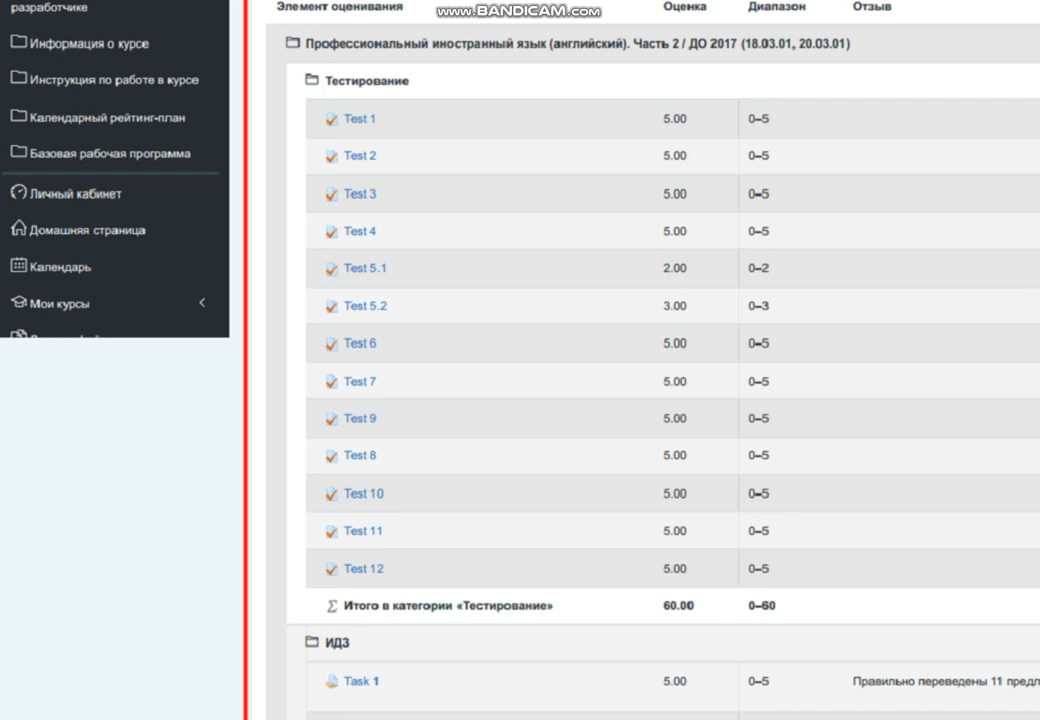 разработчике
Информация о курсе
Инструкция по работе в курсе
Календарный рейтинг-план
Базовая рабочая программа
Личный кабинет
Домашняя страница
Календарь
Мои курсы
www.BANDICAM.com
Элемент оценивания Оценка Диапазон Отзыв
Профессиональный иностранный язык (английский). Часть 2 / ДО 2017 (18.03.01, 20.03.01)
Тестирование
Test 1 5.00 0–5
Test 2 5.00 0–5
Test 3 5.00 0–5
Test 4 5.00 0–5
Test 5.1 2.00 0–2
Test 5.2 3.00 0–3
Test 6 5.00 0–5
Test 7 5.00 0–5
Test 9 5.00 0–5
Test 8 5.00 0–5
Test 10 5.00 0–5
Test 11 5.00 0–5
Test 12 5.00 0–5
Итого в категории «Тестирование» 60.00 0–60
ИДЗ
Task 1 5.00 0–5 Правильно переведены 11 предл